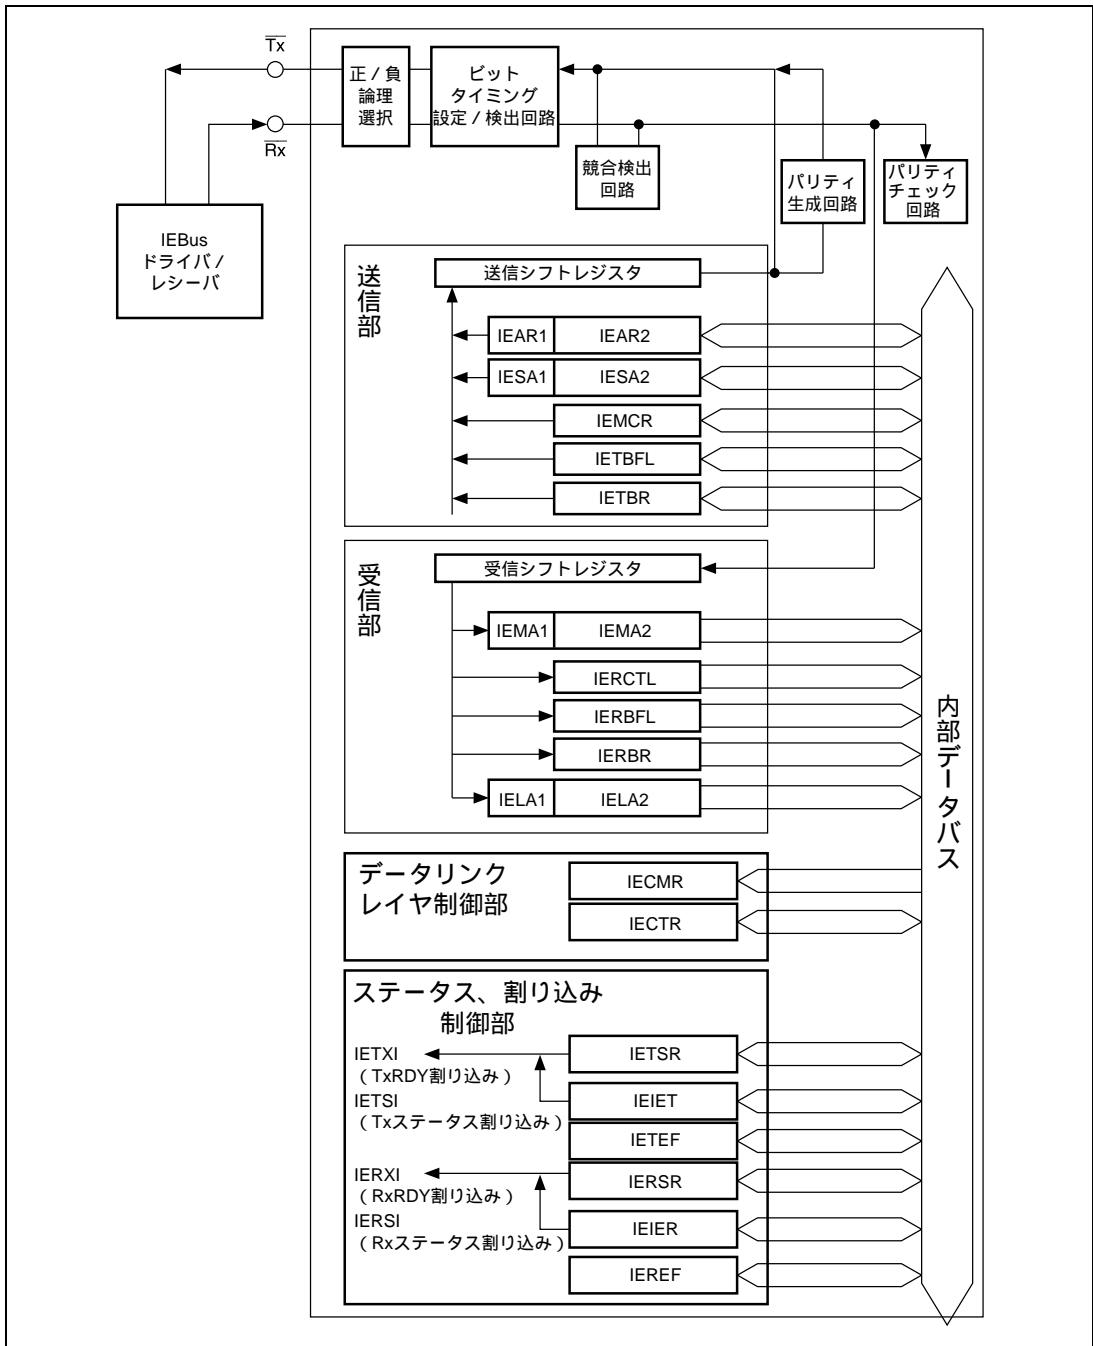 Tx
Rx
正 / 負
論理
選択
ビット
タイミング
設定 / 検出回路
競合検出
回路
パリティ
生成回路
パリティ
チェック
回路
IEBus
ドライバ /
レシーバ
送信部
送信シフトレジスタ
IEAR1 IEAR2
IESA1 IESA2
IEMCR
IETBFL
IETBR
受信部
受信シフトレジスタ
IEMA1 IEMA2
IERCTL
IERBFL
IERBR
IELA1 IELA2
内部データバス
データリンク
レイヤ制御部
IECMR
IECTR
ステータス、割り込み
制御部
IETXI
( TxRDY割り込み )
IETSI
( Txステータス割り込み )
IERXI
( RxRDY割り込み )
IERSI
( Rxステータス割り込み )
IETSR
IEIET
IETEF
IERSR
IEIER
IEREF